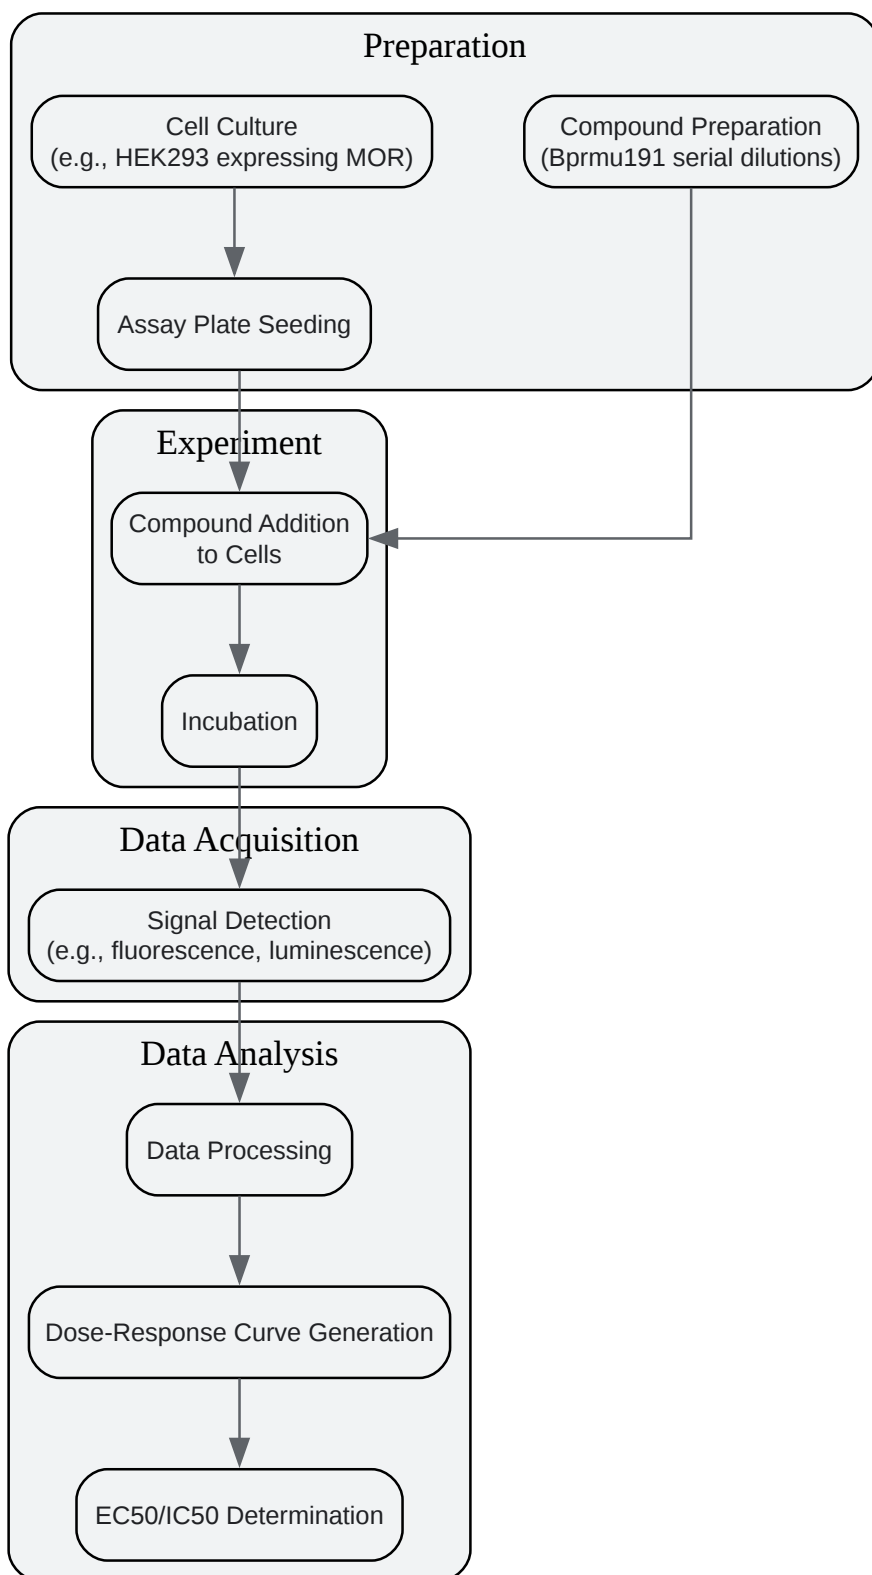 Preparation
Cell Culture
(e.g., HEK293 expressing MOR)
Compound Preparation
(Bprmu191 serial dilutions)
Assay Plate Seeding
Experiment
Compound Addition
to Cells
Incubation
Data Acquisition
Signal Detection
(e.g., fluorescence, luminescence)
Data Analysis
Data Processing
Dose-Response Curve Generation
EC50/IC50 Determination